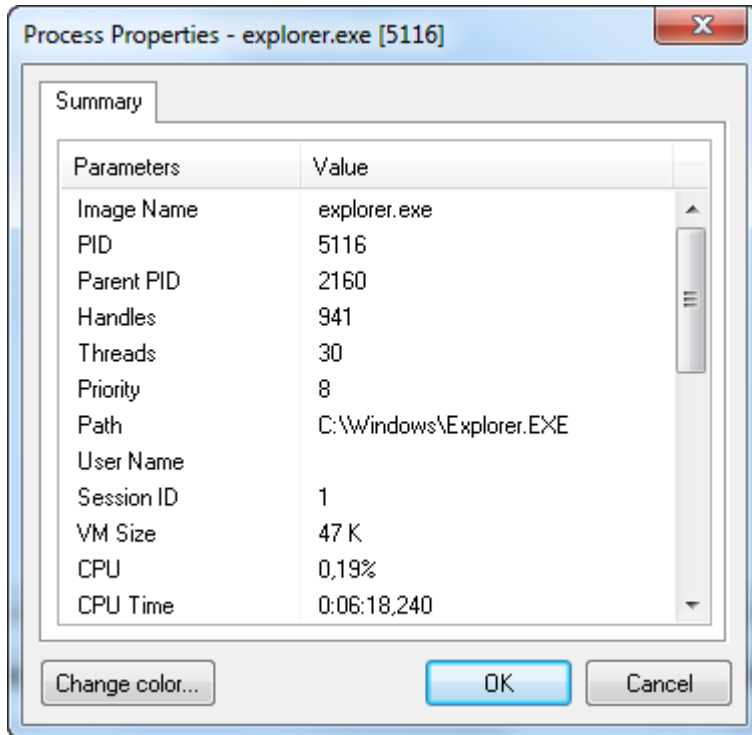 Process Properties - explorer.exe [5116]
Summary
Parameters Value
Image Name explorer.exe
PID 5116
Parent PID 2160
Handles 941
Threads 30
Priority 8
Path C:\Windows\Explorer.EXE
User Name
Session ID 1
VM Size 47 K
CPU 0,19%
CPU Time 0:06:18,240
Change color... OK Cancel